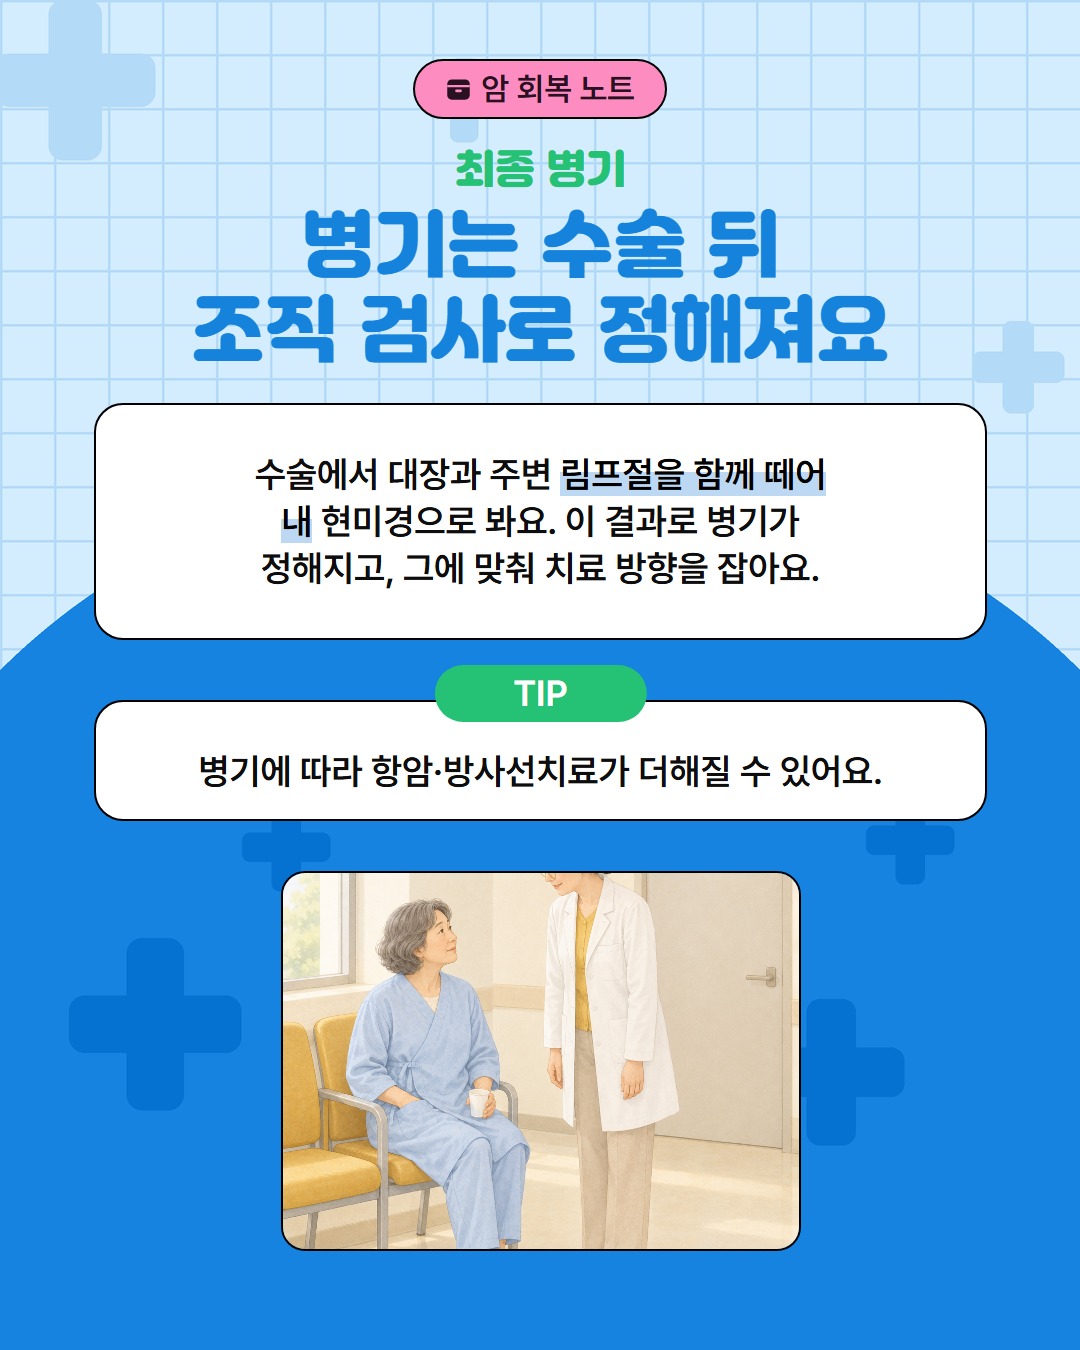 암 회복 노트
최종 병기
병기는 수술 뒤
조직 검사로 정해져요
수술에서 대장과 주변 림프절을 함께 떼어
내 현미경으로 봐요. 이 결과로 병기가
정해지고, 그에 맞춰 치료 방향을 잡아요.
TIP
병기에 따라 항암·방사선치료가 더해질 수 있어요.